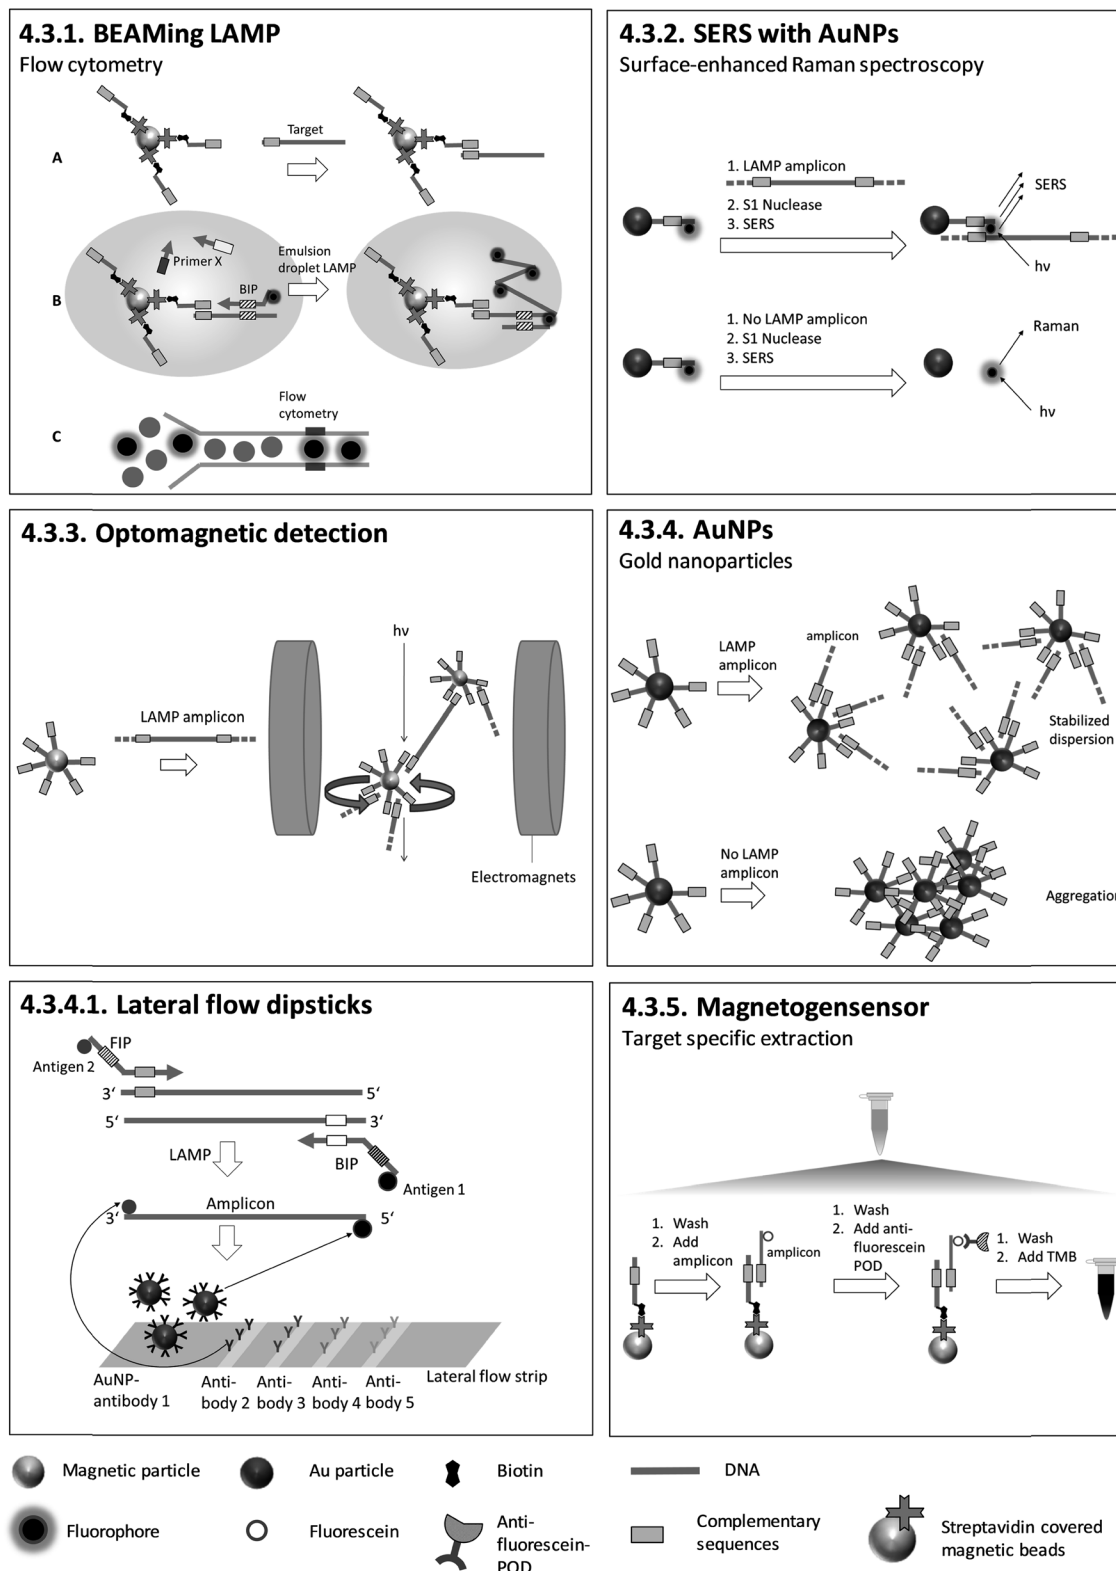 4.3.1. BEAMing LAMP
Flow cytometry
A
Target
B
Primer X
Emulsion
droplet LAMP
BIP
C
Flow
cytometry
4.3.2. SERS with AuNPs
Surface-enhanced Raman spectroscopy
1. LAMP amplicon
2. S1 Nuclease
3. SERS
SERS
hν
1. No LAMP amplicon
2. S1 Nuclease
3. SERS
Raman
hν
4.3.3. Optomagnetic detection
hν
LAMP amplicon
Electromagnets
4.3.4. AuNPs
Gold nanoparticles
LAMP
amplicon
amplicon
Stabilized
dispersion
No LAMP
amplicon
Aggregation
4.3.4.1. Lateral flow dipsticks
FIP
Antigen 2
3‘
5‘
5‘
3‘
LAMP
BIP
Antigen 1
Amplicon
3‘
5‘
AuNP-
antibody 1
Anti-
body 2
Anti-
body 3
Anti-
body 4
Anti-
body 5
Lateral flow strip
4.3.5. Magnetogensensor
Target specific extraction
1. Wash
2. Add
amplicon
amplicon
1. Wash
2. Add anti-
fluorescein
POD
1. Wash
2. Add TMB
Magnetic particle
Au particle
Biotin
DNA
Fluorophore
Fluorescein
Anti-
fluorescein-
POD
Complementary
sequences
Streptavidin covered
magnetic beads